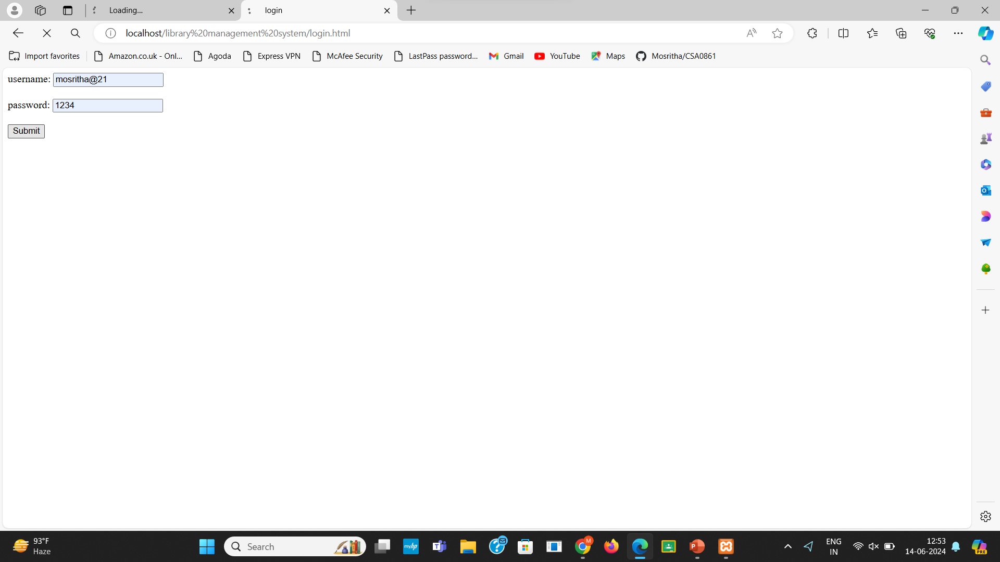 Loading...
login
localhost/library%20management%20system/login.html
Import favorites
Amazon.co.uk - Onl...
Agoda
Express VPN
McAfee Security
LastPass password...
Gmail
YouTube
Maps
Mosritha/CSA0861
username: mosritha@21
password: 1234
Submit
93°F
Haze
Search
myhp
M
ENG
IN
12:53
14-06-2024
PRE